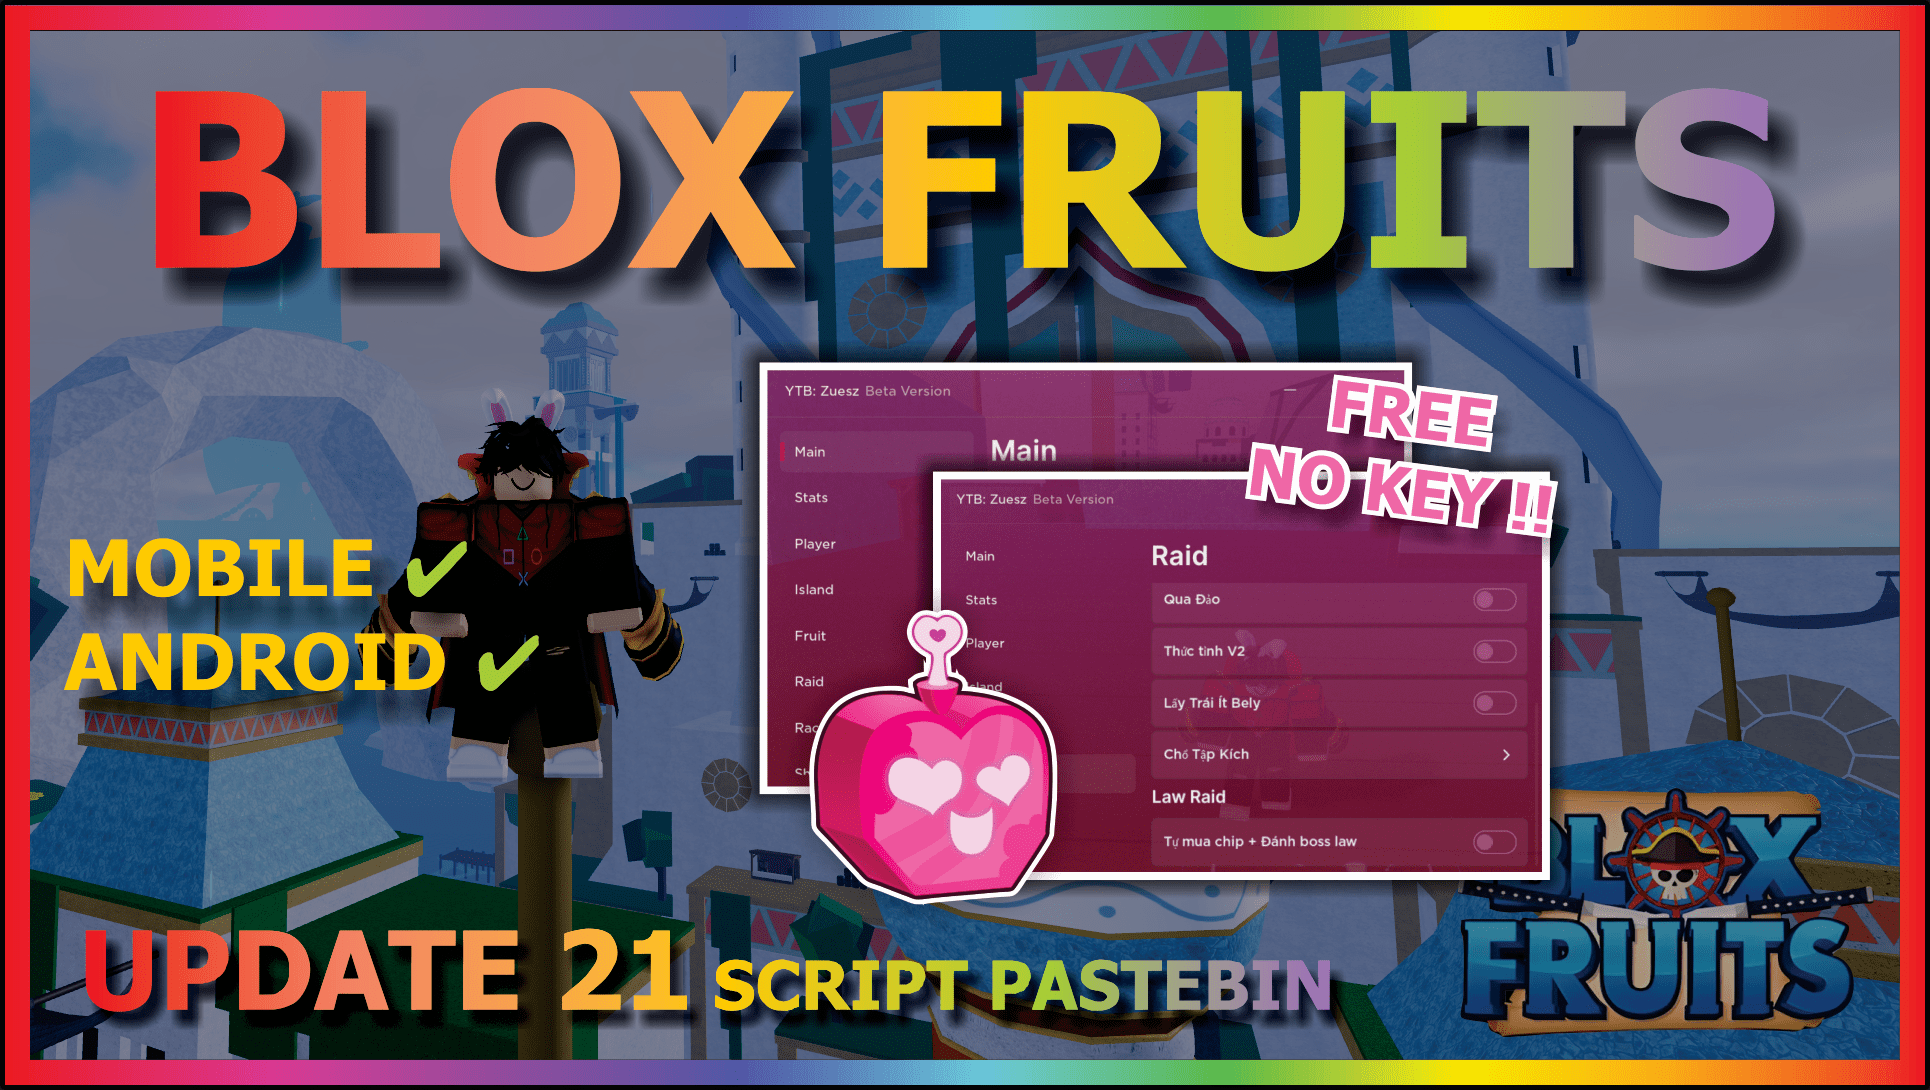 BLOX FRUITS
YTB: Zuesz Beta Version
Main
Stats
Player
Island
Fruit
Raid
Main
FREE
NO KEY !!
YTB: Zuesz Beta Version
Main
Stats
Player
Raid
Qua Đảo
Thức tỉnh V2
Lấy Trái Ít Bely
Chổ Tập Kích
Law Raid
Tự mua chip + Đánh boss law
MOBILE ✔
ANDROID ✔
UPDATE 21 SCRIPT PASTEBIN
BLOX
FRUITS